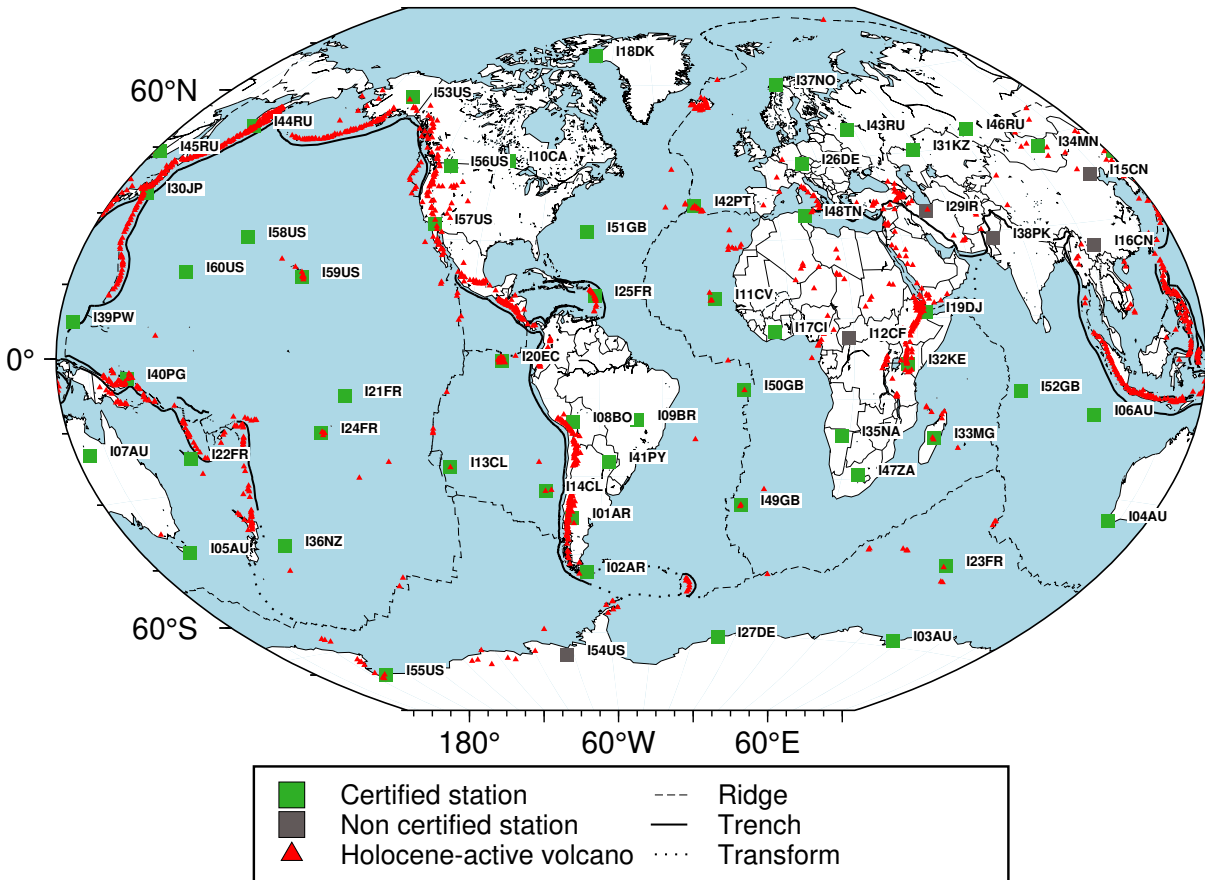 I18DK
I37NO
60°N
I53US
I44RU
I43RU
I46RU
I45RU
I10CA
I56US
I26DE
I31KZ
I34MN
I30JP
I15CN
I57US
I42PT
I48TN
I29IR
I58US
I51GB
I38PK
I16CN
I60US
I59US
I25FR
I11CV
I19DJ
I39PW
I17CI
I12CF
0°
I20EC
I32KE
I40PG
I21FR
I50GB
I52GB
I24FR
I08BO
I09BR
I06AU
I35NA
I33MG
I07AU
I22FR
I13CL
I41PY
I47ZA
I14CL
I49GB
I01AR
I04AU
I05AU
I36NZ
I02AR
I23FR
60°S
I27DE
I03AU
I54US
I55US
180°
60°W
60°E
Certified station
Non certified station
Holocene-active volcano
Ridge
Trench
Transform